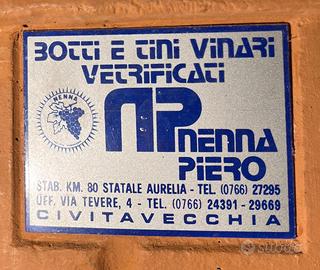 BOTTI E TINI VINARI
VETRIFICATI
NENNA
NP
NENNA
PIERO
STAB. KM. 80 STATALE AURELIA - TEL. (0766) 27295
UFF. VIA TEVERE, 4 - TEL. (0766) 24391 - 29669
CIVITAVECCHIA
subito